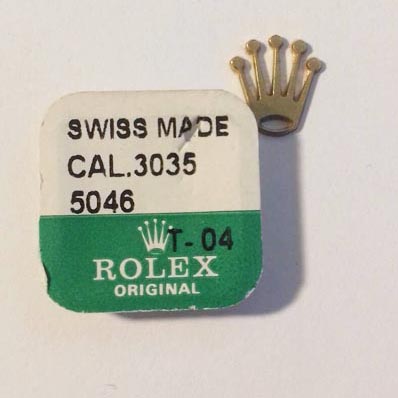 SWISS MADE
CAL.3035
5046
T-04
ROLEX
ORIGINAL